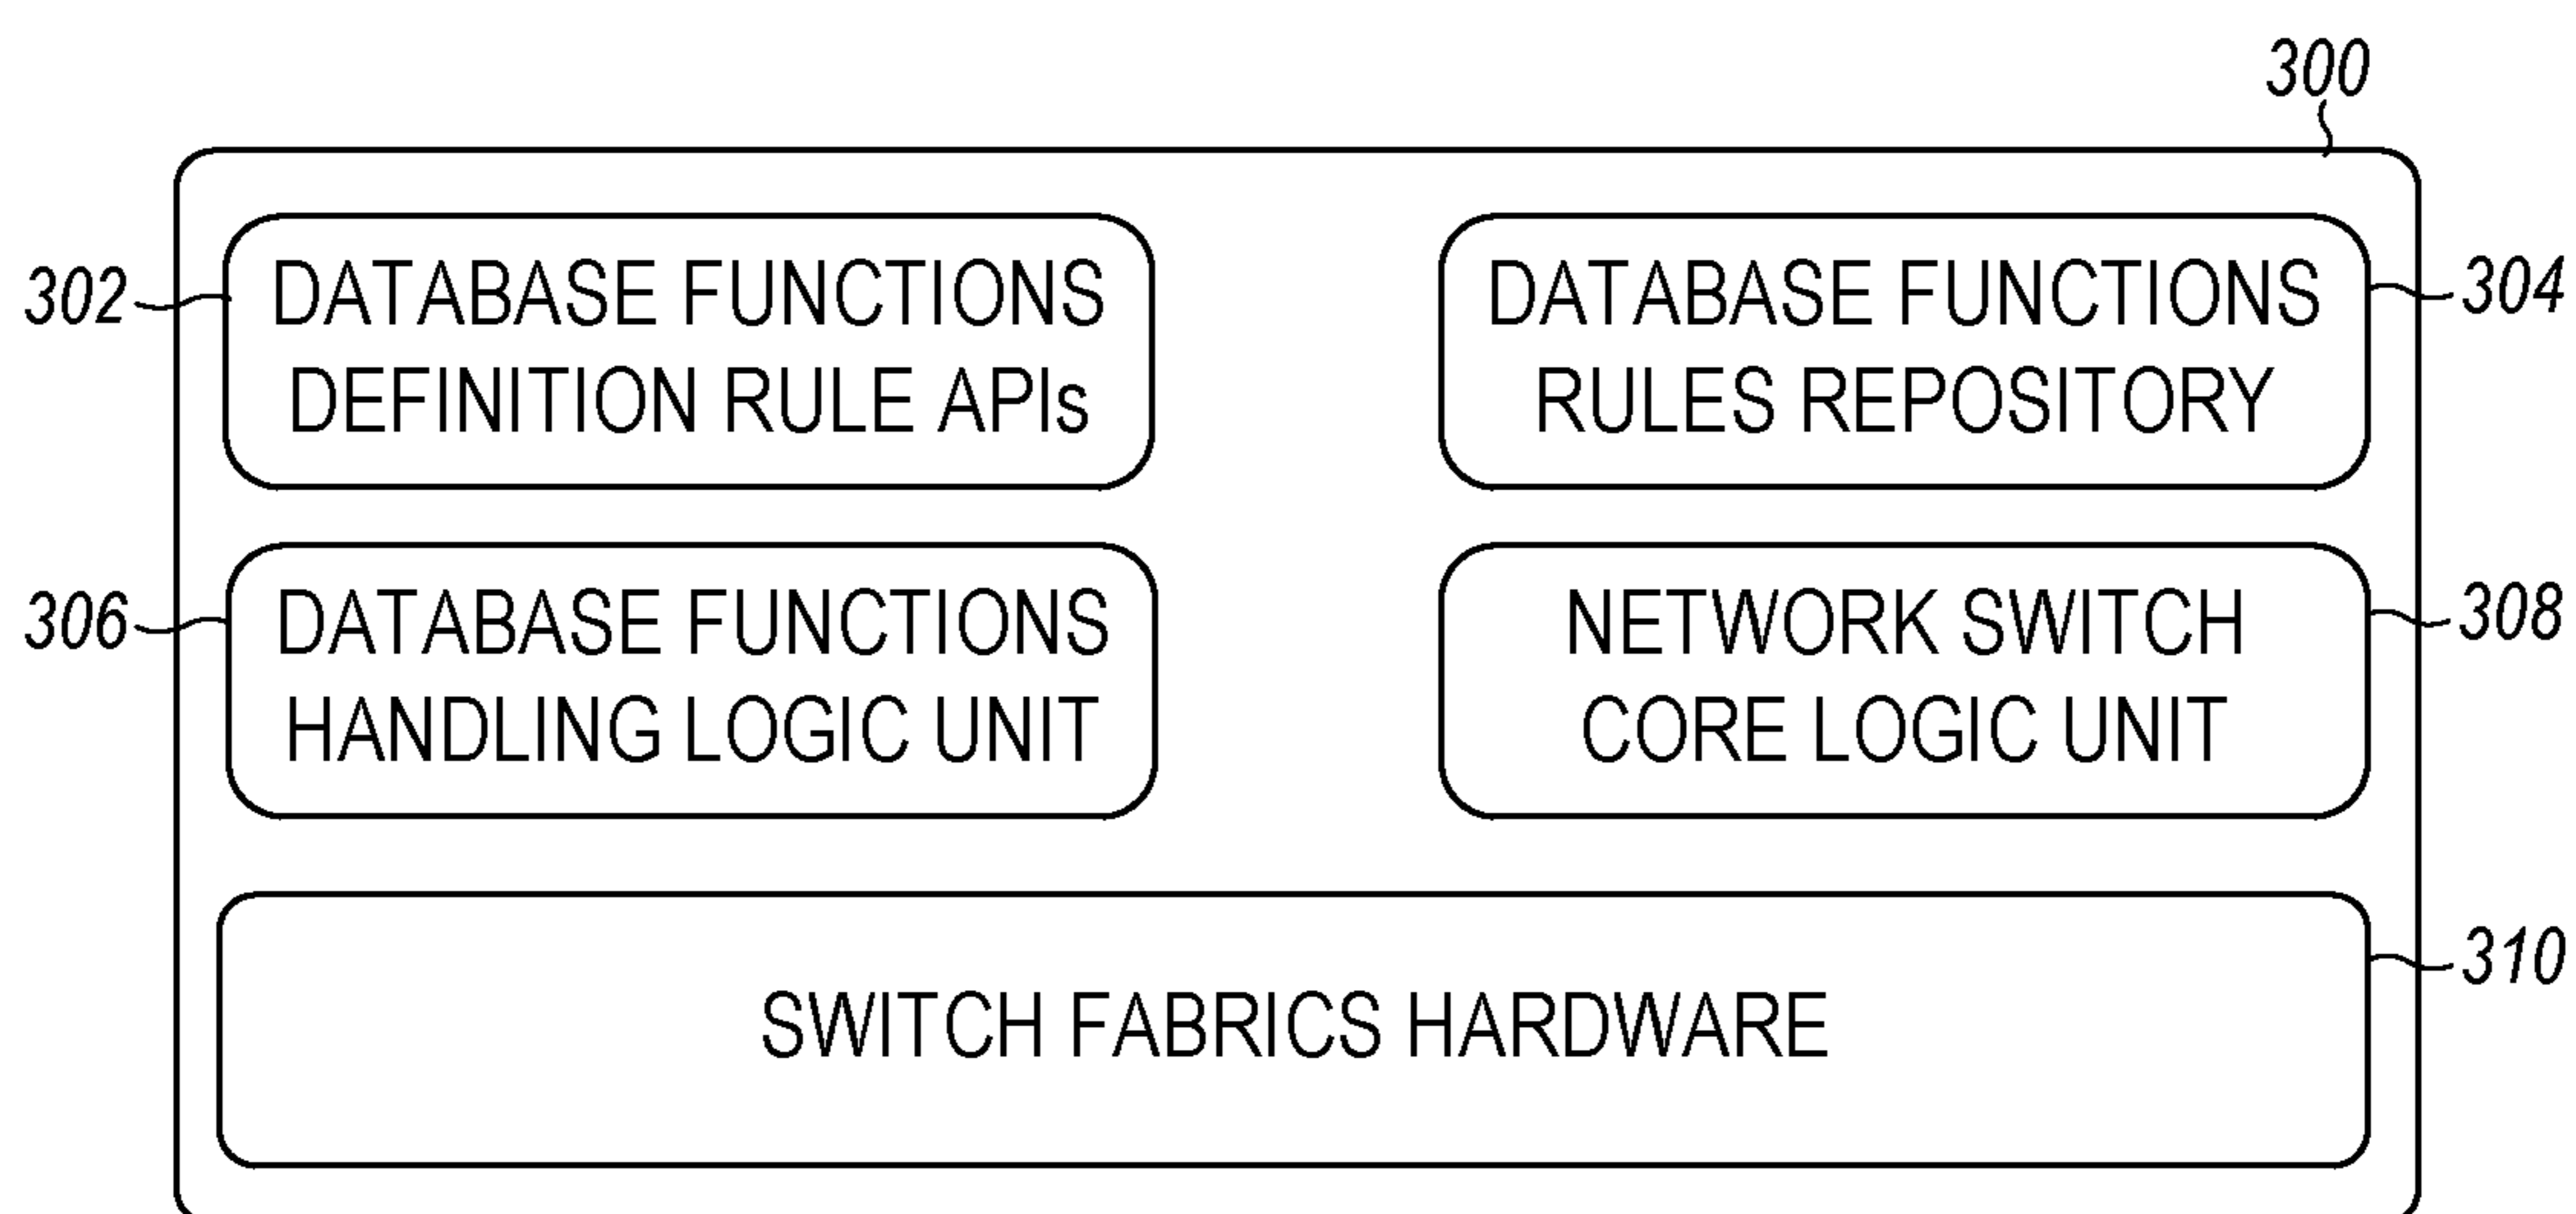 300
302
DATABASE FUNCTIONS
DEFINITION RULE APIs
DATABASE FUNCTIONS
RULES REPOSITORY
304
306
DATABASE FUNCTIONS
HANDLING LOGIC UNIT
NETWORK SWITCH
CORE LOGIC UNIT
308
SWITCH FABRICS HARDWARE
310